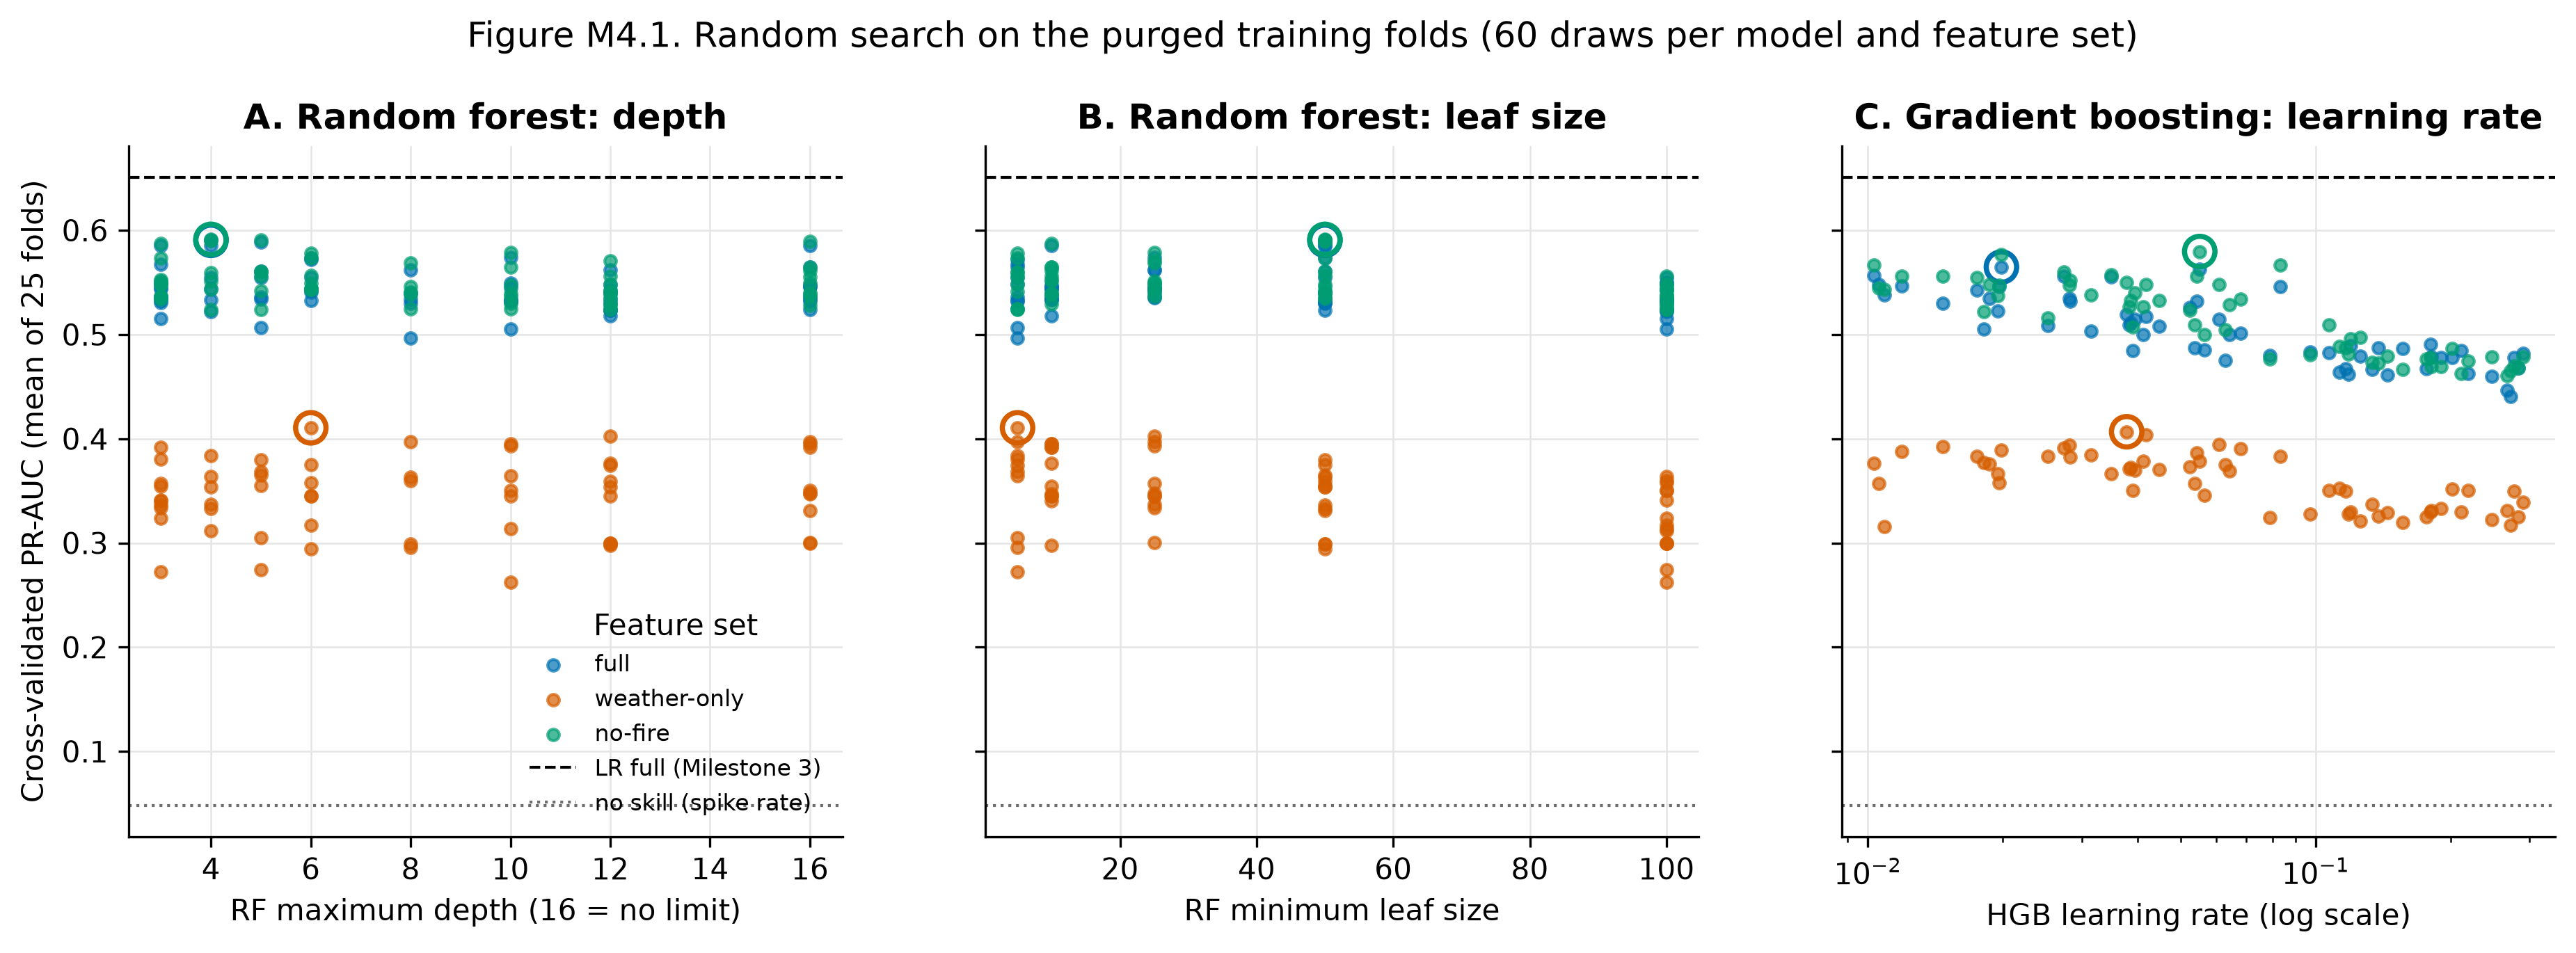 Figure M4.1. Random search on the purged training folds (60 draws per model and feature set)
A. Random forest: depth
B. Random forest: leaf size
C. Gradient boosting: learning rate
Cross-validated PR-AUC (mean of 25 folds)
0.6
0.5
0.4
0.3
0.2
0.1
Feature set
full
weather-only
no-fire
LR full (Milestone 3)
no skill (spike rate)
4 6 8 10 12 14 16
RF maximum depth (16 = no limit)
20 40 60 80 100
RF minimum leaf size
10⁻² 10⁻¹
HGB learning rate (log scale)